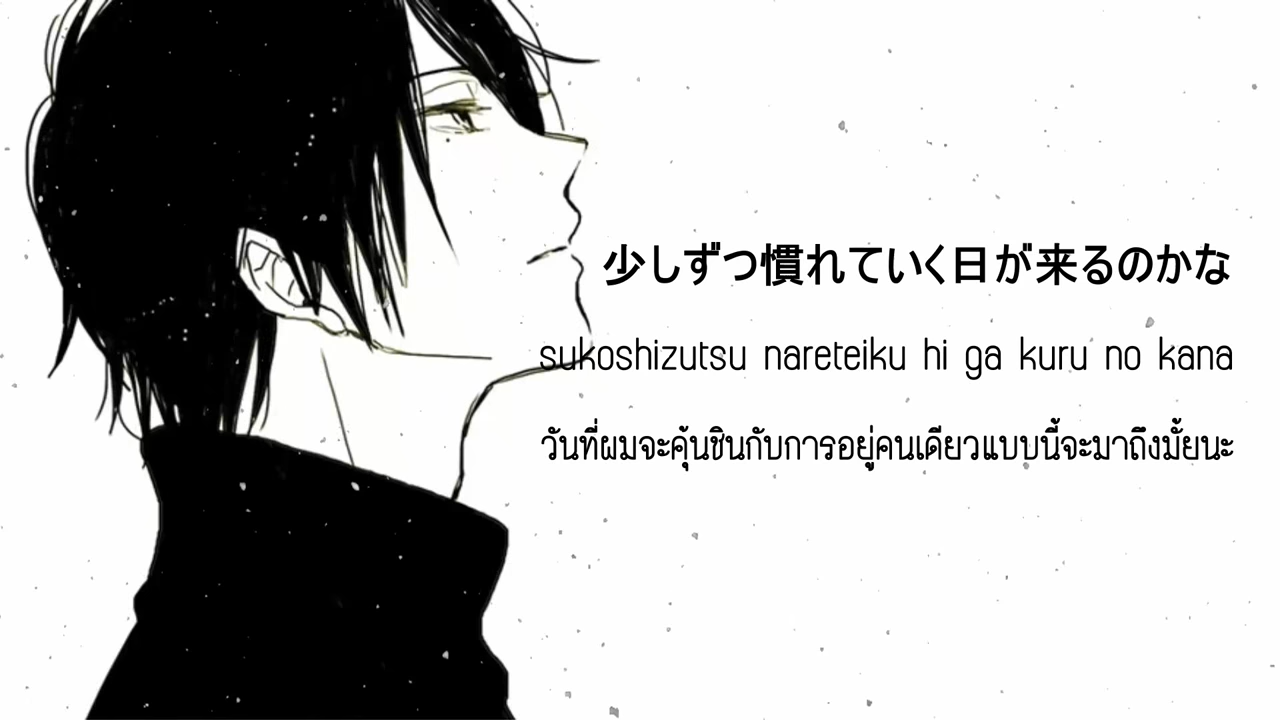 少しずつ慣れていく日が来るのかな
sukoshizutsu nareteiku hi ga kuru no kana
วันที่ผมจะคุ้นชินกับการอยู่คนเดียวแบบนี้จะมาถึงมั้ยนะ